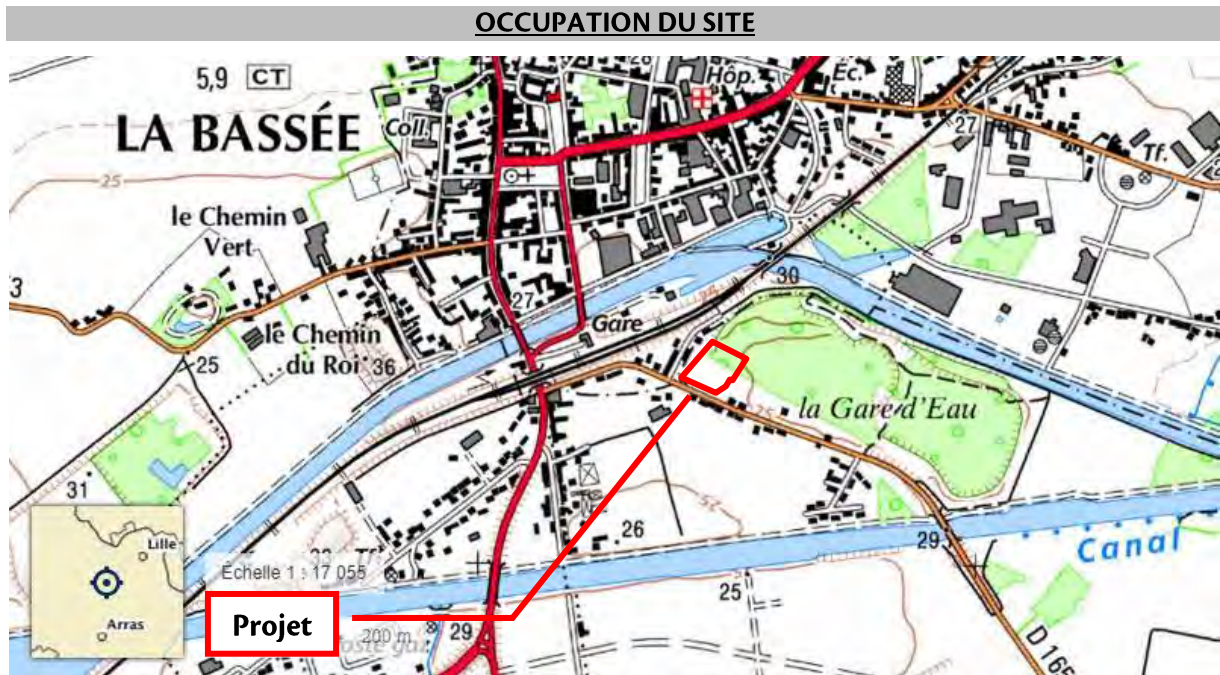 OCCUPATION DU SITE
5,9 CT
LA BASSÉE
Coll.
Hôp.
Éc.
27
Tf.
25
le Chemin
Vert
3
27
Gare
30
le Chemin
du Roi
36
25
25
la Gare d'Eau
31
26
29
Canal
Lille
Arras
Échelle 1 : 17 055
Projet
200 m
29
25
D 165